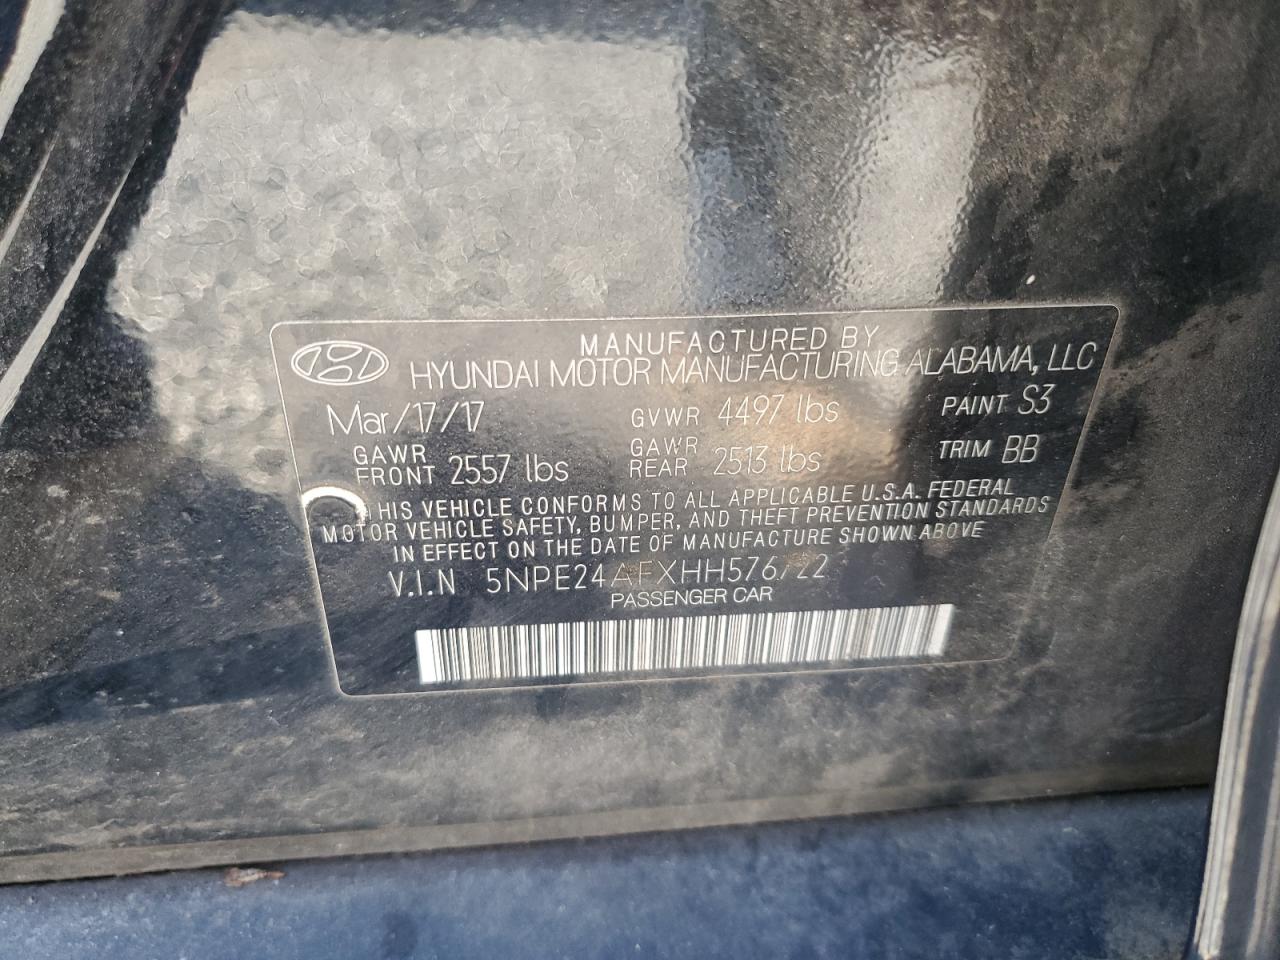 MANUFACTURED BY
HYUNDAI MOTOR MANUFACTURING ALABAMA, LLC
Mar/17/17 GVWR 4497 lbs PAINT S3
GAWR FRONT 2557 lbs GAWR REAR 2513 lbs TRIM BB
THIS VEHICLE CONFORMS TO ALL APPLICABLE U.S.A. FEDERAL
MOTOR VEHICLE SAFETY, BUMPER, AND THEFT PREVENTION STANDARDS
IN EFFECT ON THE DATE OF MANUFACTURE SHOWN ABOVE
V.I.N 5NPE24AFXHH576722
PASSENGER CAR